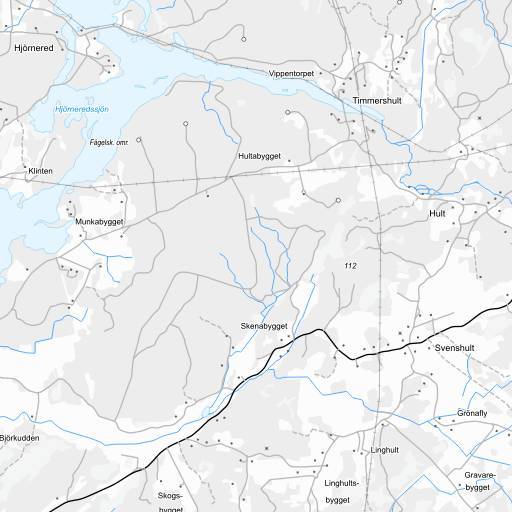 Hjörnered
Vippentorpet
Timmershult
Hjörneredssjön
Fågelsk. omr.
Hultabygget
Klinten
Hult
Munkabygget
112
Skenabygget
Svenshult
Grönafly
Björkudden
Linghult
Gravare-
bygget
Linghults-
bygget
Skogs-
bygget